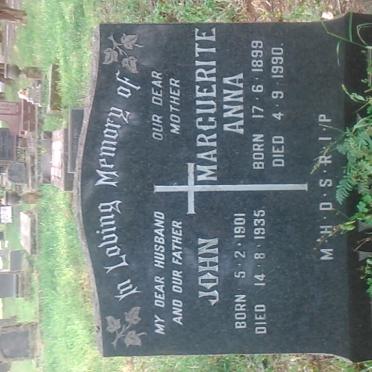 In Loving Memory of
MY DEAR HUSBAND
AND OUR FATHER
JOHN
BORN 5·2·1901
DIED 14·8·1935
OUR DEAR
MOTHER
MARGUERITE
ANNA
BORN 17·6·1899
DIED 4·9·1990.
M·H·D·S·R·I·P